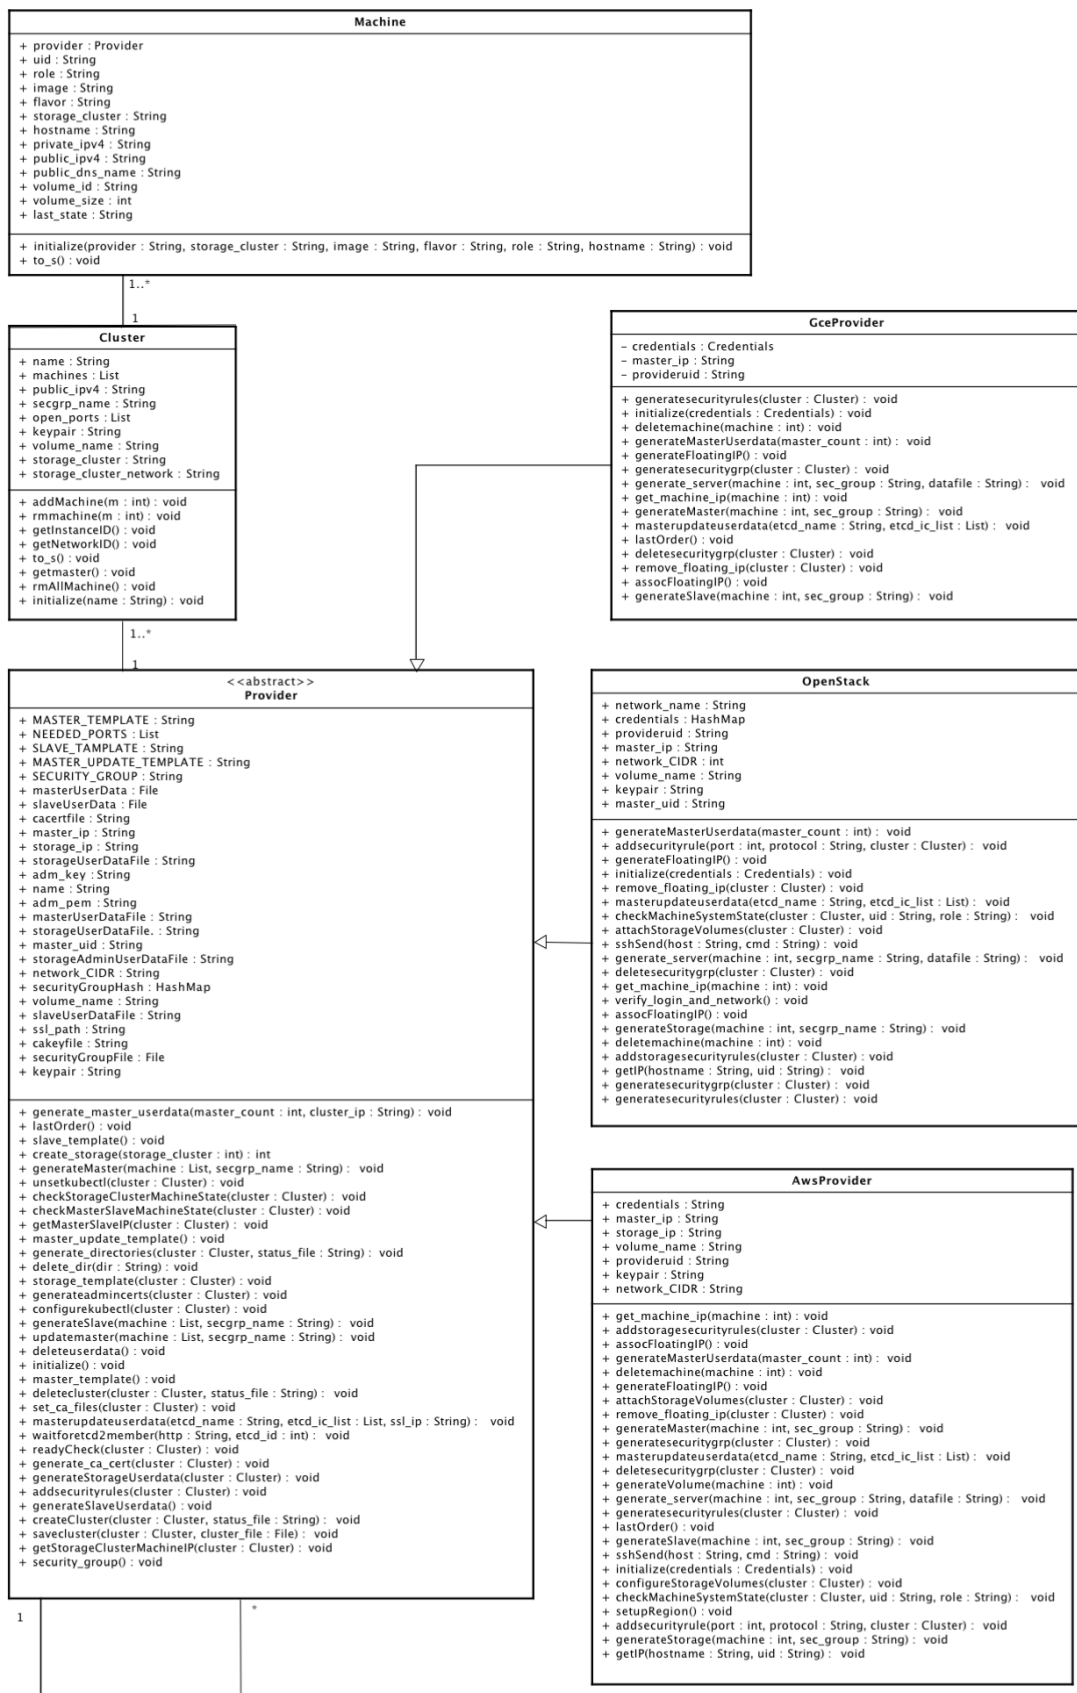 Machine
+ provider : Provider
+ uid : String
+ role : String
+ image : String
+ flavor : String
+ storage_cluster : String
+ hostname : String
+ private_ipv4 : String
+ public_ipv4 : String
+ public_dns_name : String
+ volume_id : String
+ volume_size : int
+ last_state : String
+ initialize(provider : String, storage_cluster : String, image : String, flavor : String, role : String, hostname : String) : void
+ to_s() : void
1..*
1
Cluster
+ name : String
+ machines : List
+ public_ipv4 : String
+ secgrp_name : String
+ open_ports : List
+ keypair : String
+ volume_name : String
+ storage_cluster : String
+ storage_cluster_network : String
+ addMachine(m : int) : void
+ rmmachine(m : int) : void
+ getInstanceID() : void
+ getNetworkID() : void
+ to_s() : void
+ getmaster() : void
+ rmAllMachine() : void
+ initialize(name : String) : void
1..*
1
GceProvider
- credentials : Credentials
- master_ip : String
- provideruid : String
+ generatesecurityrules(cluster : Cluster) : void
+ initialize(credentials : Credentials) : void
+ deletemachine(machine : int) : void
+ generateMasterUserdata(master_count : int) : void
+ generateFloatingIP() : void
+ generatesecuritygrp(cluster : Cluster) : void
+ generate_server(machine : int, sec_group : String, datafile : String) : void
+ get_machine_ip(machine : int) : void
+ generateMaster(machine : int, sec_group : String) : void
+ masterupdateuserdata(etcd_name : String, etcd_ic_list : List) : void
+ lastOrder() : void
+ deletesecuritygrp(cluster : Cluster) : void
+ remove_floating_ip(cluster : Cluster) : void
+ assocFloatingIP() : void
+ generateSlave(machine : int, sec_group : String) : void
<<abstract>>
Provider
+ MASTER_TEMPLATE : String
+ NEEDED_PORTS : List
+ SLAVE_TAMPLATE : String
+ MASTER_UPDATE_TEMPLATE : String
+ SECURITY_GROUP : String
+ masterUserData : File
+ slaveUserData : File
+ cacertfile : String
+ master_ip : String
+ storage_ip : String
+ storageUserDataFile : String
+ adm_key : String
+ name : String
+ adm_pem : String
+ masterUserDataFile : String
+ storageUserDataFile. : String
+ master_uid : String
+ storageAdminUserDataFile : String
+ network_CIDR : String
+ securityGroupHash : HashMap
+ volume_name : String
+ slaveUserDataFile : String
+ ssl_path : String
+ cakeyfile : String
+ securityGroupFile : File
+ keypair : String
+ generate_master_userdata(master_count : int, cluster_ip : String) : void
+ lastOrder() : void
+ slave_template() : void
+ create_storage(storage_cluster : int) : int
+ generateMaster(machine : List, secgrp_name : String) : void
+ unsetkubectl(cluster : Cluster) : void
+ checkStorageClusterMachineState(cluster : Cluster) : void
+ checkMasterSlaveMachineState(cluster : Cluster) : void
+ getMasterSlaveIP(cluster : Cluster) : void
+ master_update_template() : void
+ generate_directories(cluster : Cluster, status_file : String) : void
+ delete_dir(dir : String) : void
+ storage_template(cluster : Cluster) : void
+ generateadmincerts(cluster : Cluster) : void
+ configurekubectl(cluster : Cluster) : void
+ generateSlave(machine : List, secgrp_name : String) : void
+ updatemaster(machine : List, secgrp_name : String) : void
+ deleteuserdata() : void
+ initialize() : void
+ master_template() : void
+ deletecluster(cluster : Cluster, status_file : String) : void
+ set_ca_files() : void
+ masterupdateuserdata(etcd_name : String, etcd_ic_list : List, ssl_ip : String) : void
+ waitforetcd2member(http : String, etcd_id : int) : void
+ readyCheck(cluster : Cluster) : void
+ generate_ca_cert(cluster : Cluster) : void
+ generateStorageUserdata(cluster : Cluster) : void
+ addsecurityrules(cluster : Cluster) : void
+ generateSlaveUserdata() : void
+ createCluster(cluster : Cluster, status_file : String) : void
+ savecluster(cluster : Cluster, cluster_file : File) : void
+ getStorageClusterMachineIP(cluster : Cluster) : void
+ security_group() : void
1
*
OpenStack
+ network_name : String
+ credentials : HashMap
+ provideruid : String
+ master_ip : String
+ network_CIDR : int
+ volume_name : String
+ keypair : String
+ master_uid : String
+ generateMasterUserdata(master_count : int) : void
+ addsecurityrule(port : int, protocol : String, cluster : Cluster) : void
+ generateFloatingIP() : void
+ initialize(credentials : Credentials) : void
+ remove_floating_ip(cluster : Cluster) : void
+ masterupdateuserdata(etcd_name : String, etcd_ic_list : List) : void
+ checkMachineSystemState(cluster : Cluster, uid : String, role : String) : void
+ attachStorageVolumes(cluster : Cluster) : void
+ sshSend(host : String, cmd : String) : void
+ generate_server(machine : int, secgrp_name : String, datafile : String) : void
+ deletesecuritygrp(cluster : Cluster) : void
+ get_machine_ip(machine : int) : void
+ verify_login_and_network() : void
+ assocFloatingIP() : void
+ generateStorage(machine : int, secgrp_name : String) : void
+ deletemachine(machine : int) : void
+ addstoragesecurityrules(cluster : Cluster) : void
+ getIP(hostname : String, uid : String) : void
+ generatesecuritygrp(cluster : Cluster) : void
+ generatesecurityrules(cluster : Cluster) : void
AwsProvider
+ credentials : String
+ master_ip : String
+ storage_ip : String
+ volume_name : String
+ provideruid : String
+ keypair : String
+ network_CIDR : String
+ get_machine_ip(machine : int) : void
+ addstoragesecurityrules(cluster : Cluster) : void
+ assocFloatingIP() : void
+ generateMasterUserdata(master_count : int) : void
+ deletemachine(machine : int) : void
+ generateFloatingIP() : void
+ attachStorageVolumes(cluster : Cluster) : void
+ remove_floating_ip(cluster : Cluster) : void
+ generateMaster(machine : int, sec_group : String) : void
+ generatesecuritygrp(cluster : Cluster) : void
+ masterupdateuserdata(etcd_name : String, etcd_ic_list : List) : void
+ deletesecuritygrp(cluster : Cluster) : void
+ generateVolume(machine : int) : void
+ generate_server(machine : int, sec_group : String, datafile : String) : void
+ generatesecurityrules(cluster : Cluster) : void
+ lastOrder() : void
+ generateSlave(machine : int, sec_group : String) : void
+ sshSend(host : String, cmd : String) : void
+ initialize(credentials : Credentials) : void
+ configureStorageVolumes(cluster : Cluster) : void
+ checkMachineSystemState(cluster : Cluster, uid : String, role : String) : void
+ setupRegion() : void
+ addsecurityrule(port : int, protocol : String, cluster : Cluster) : void
+ generateStorage(machine : int, sec_group : String) : void
+ getIP(hostname : String, uid : String) : void